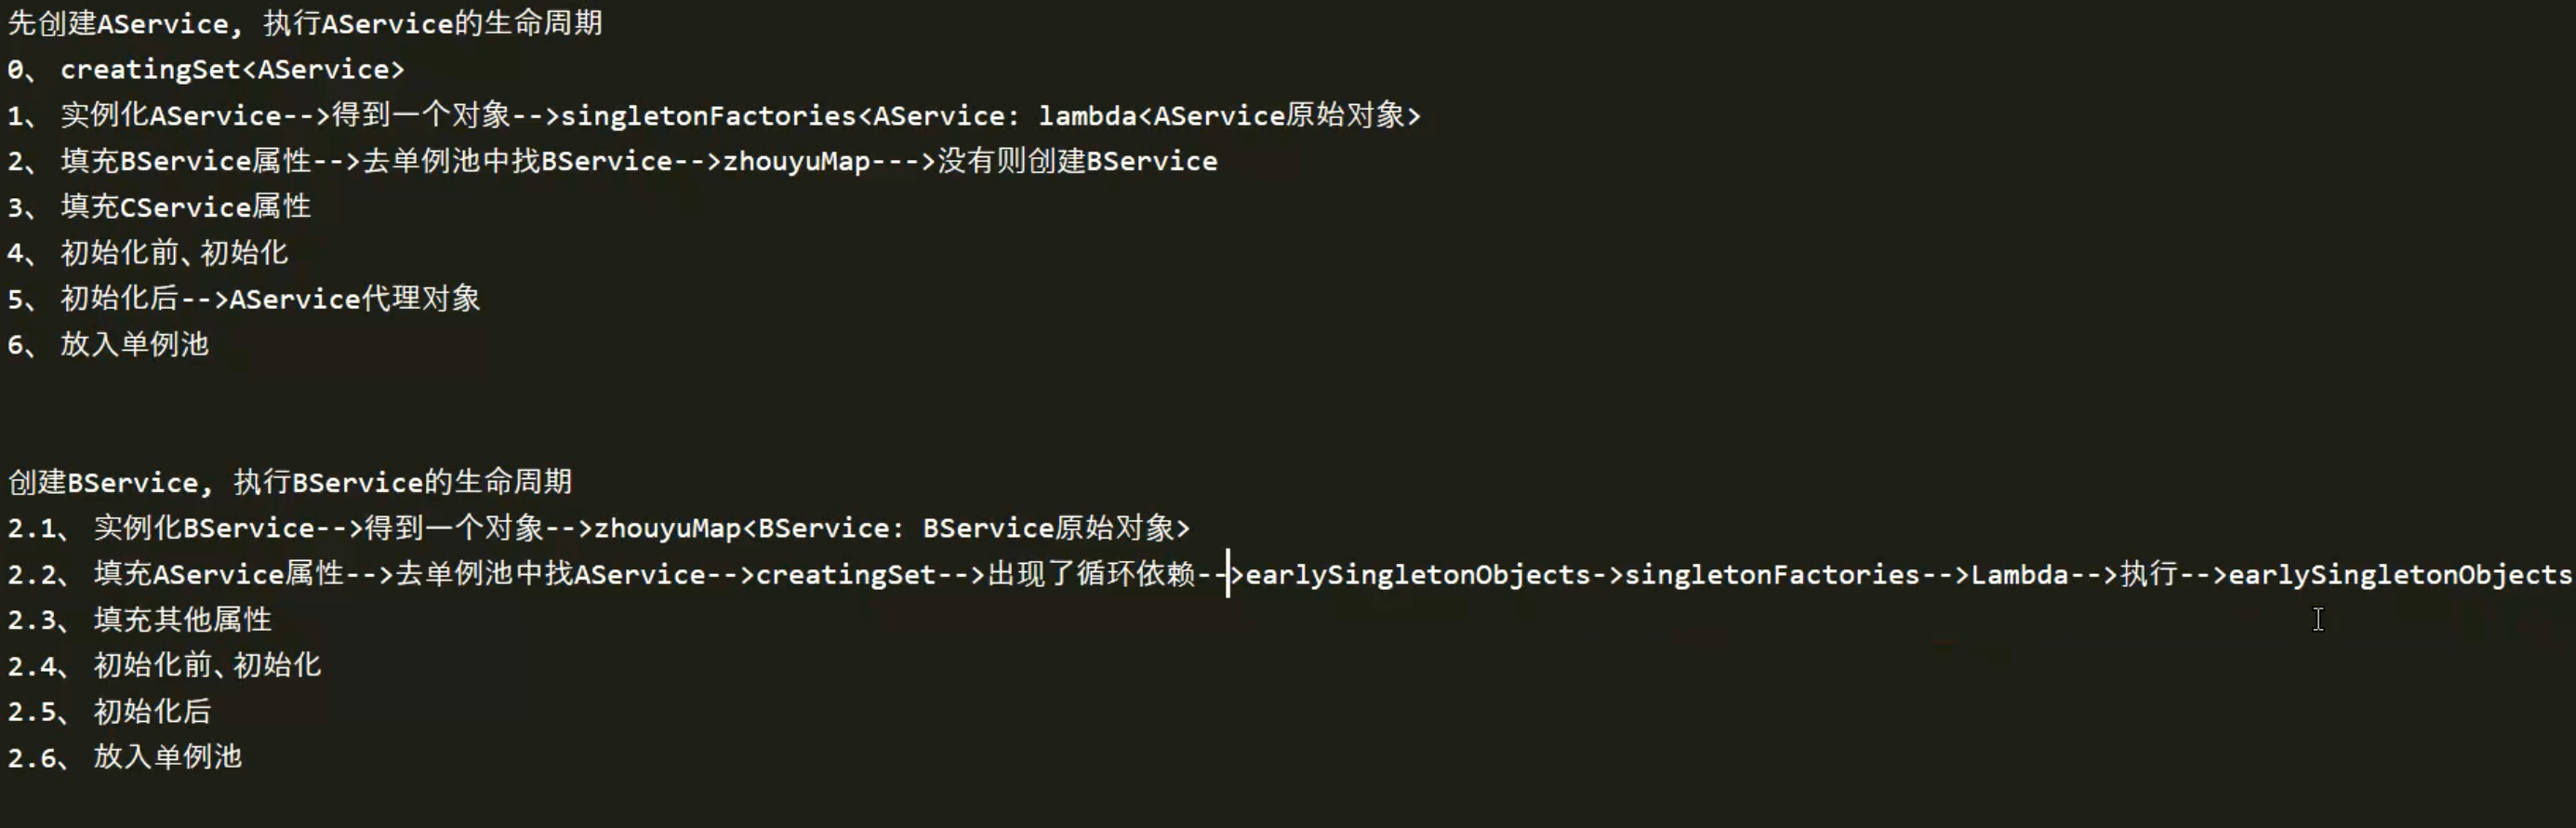 先创建AService, 执行AService的生命周期
0、 creatingSet<AService>
1、 实例化AService-->得到一个对象-->singletonFactories<AService: lambda<AService原始对象>
2、 填充BService属性-->去单例池中找BService-->zhouyuMap--->没有则创建BService
3、 填充CService属性
4、 初始化前、初始化
5、 初始化后-->AService代理对象
6、 放入单例池
创建BService, 执行BService的生命周期
2.1、 实例化BService-->得到一个对象-->zhouyuMap<BService: BService原始对象>
2.2、 填充AService属性-->去单例池中找AService-->creatingSet-->出现了循环依赖-->earlySingletonObjects->singletonFactories-->Lambda-->执行-->earlySingletonObjects
2.3、 填充其他属性
2.4、 初始化前、初始化
2.5、 初始化后
2.6、 放入单例池